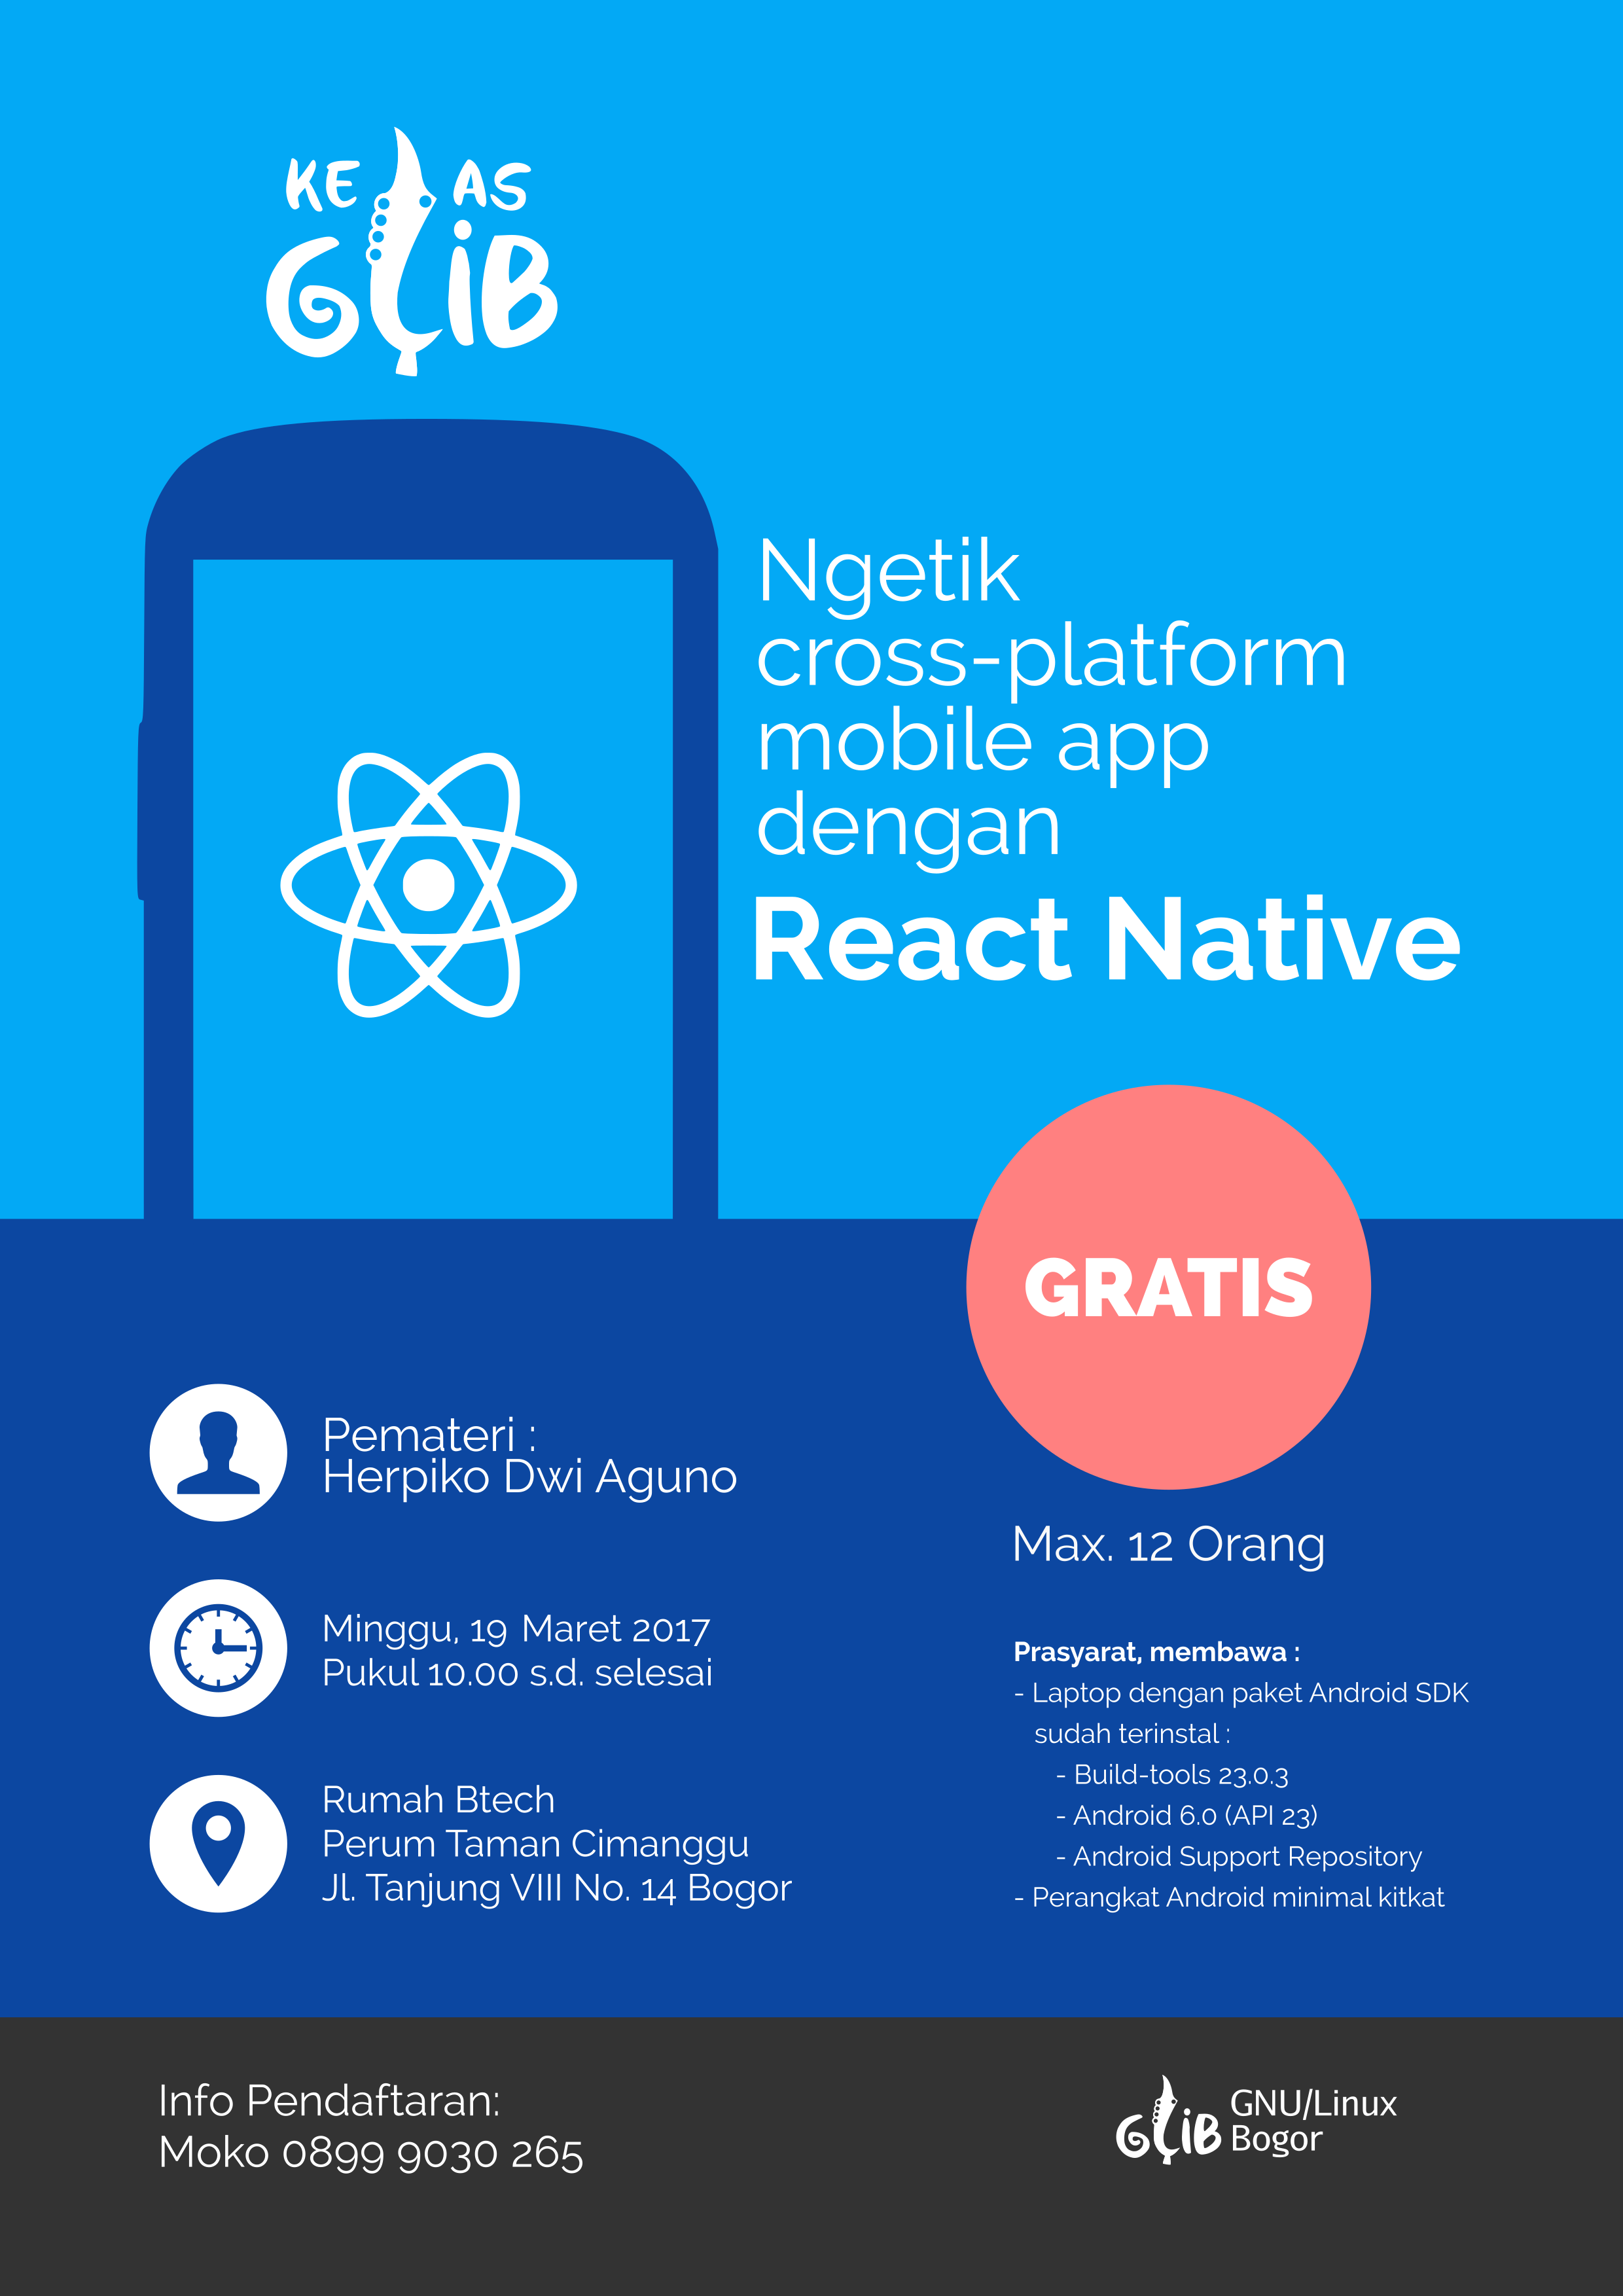 KELAS
GLiB
Ngetik
cross-platform
mobile app
dengan
React Native
GRATIS
Pemateri :
Herpiko Dwi Aguno
Minggu, 19 Maret 2017
Pukul 10.00 s.d. selesai
Rumah Btech
Perum Taman Cimanggu
Jl. Tanjung VIII No. 14 Bogor
Max. 12 Orang
Prasyarat, membawa :
- Laptop dengan paket Android SDK
sudah terinstal :
- Build-tools 23.0.3
- Android 6.0 (API 23)
- Android Support Repository
- Perangkat Android minimal kitkat
Info Pendaftaran:
Moko 0899 9030 265
GLiB
GNU/Linux
Bogor